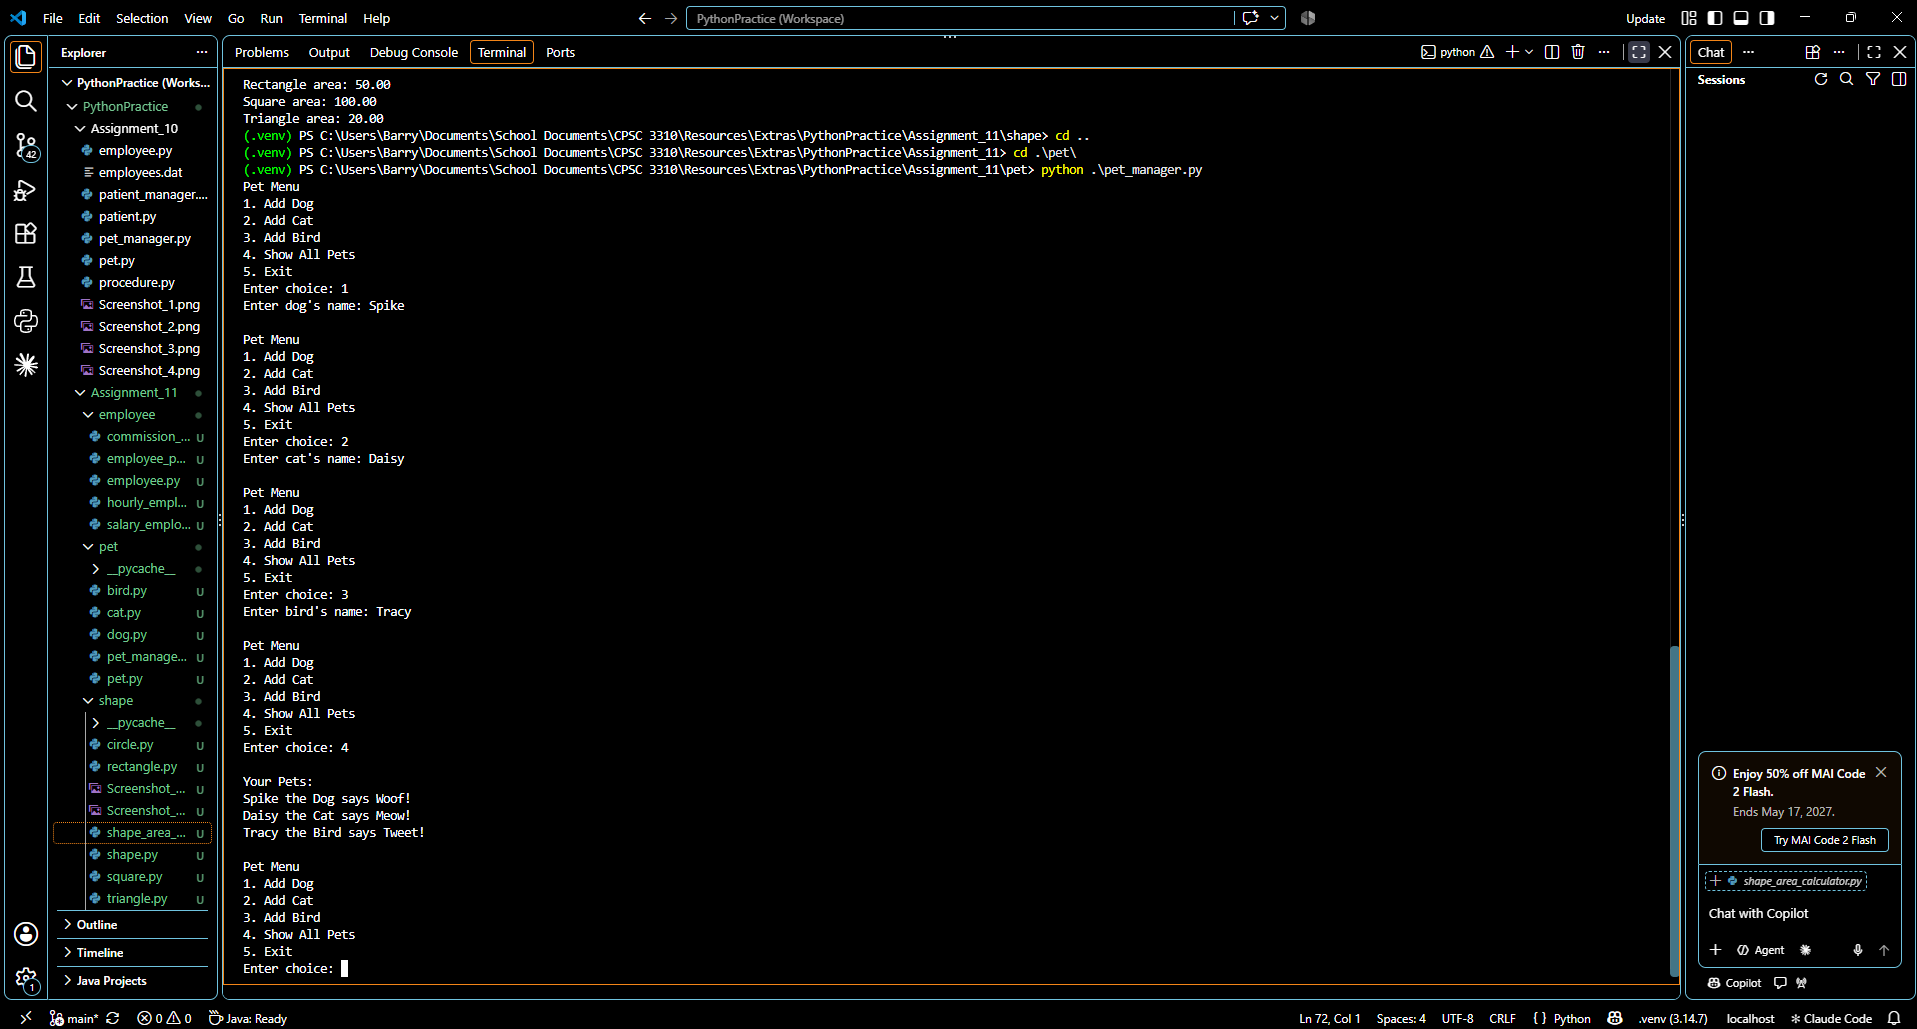 File Edit Selection View Go Run Terminal Help
PythonPractice (Workspace)
Update
Explorer
PythonPractice (Works...
PythonPractice
Assignment_10
employee.py
employees.dat
patient_manager....
patient.py
pet_manager.py
pet.py
procedure.py
Screenshot_1.png
Screenshot_2.png
Screenshot_3.png
Screenshot_4.png
Assignment_11
employee
commission_... U
employee_p... U
employee.py U
hourly_empl... U
salary_emplo... U
pet
__pycache__
bird.py U
cat.py U
dog.py U
pet_manage... U
pet.py U
shape
__pycache__
circle.py U
rectangle.py U
Screenshot_... U
Screenshot_... U
shape_area_... U
shape.py U
square.py U
triangle.py U
Outline
Timeline
Java Projects
42
1
Problems Output Debug Console Terminal Ports
python
Rectangle area: 50.00
Square area: 100.00
Triangle area: 20.00
(.venv) PS C:\Users\Barry\Documents\School Documents\CPSC 3310\Resources\Extras\PythonPractice\Assignment_11\shape> cd ..
(.venv) PS C:\Users\Barry\Documents\School Documents\CPSC 3310\Resources\Extras\PythonPractice\Assignment_11> cd .\pet\
(.venv) PS C:\Users\Barry\Documents\School Documents\CPSC 3310\Resources\Extras\PythonPractice\Assignment_11\pet> python .\pet_manager.py
Pet Menu
1. Add Dog
2. Add Cat
3. Add Bird
4. Show All Pets
5. Exit
Enter choice: 1
Enter dog's name: Spike
Pet Menu
1. Add Dog
2. Add Cat
3. Add Bird
4. Show All Pets
5. Exit
Enter choice: 2
Enter cat's name: Daisy
Pet Menu
1. Add Dog
2. Add Cat
3. Add Bird
4. Show All Pets
5. Exit
Enter choice: 3
Enter bird's name: Tracy
Pet Menu
1. Add Dog
2. Add Cat
3. Add Bird
4. Show All Pets
5. Exit
Enter choice: 4
Your Pets:
Spike the Dog says Woof!
Daisy the Cat says Meow!
Tracy the Bird says Tweet!
Pet Menu
1. Add Dog
2. Add Cat
3. Add Bird
4. Show All Pets
5. Exit
Enter choice:
Chat
Sessions
Enjoy 50% off MAI Code
2 Flash.
Ends May 17, 2027.
Try MAI Code 2 Flash
shape_area_calculator.py
Chat with Copilot
Agent
Copilot
main* 0 0 Java: Ready
Ln 72, Col 1 Spaces: 4 UTF-8 CRLF { } Python .venv (3.14.7) localhost Claude Code